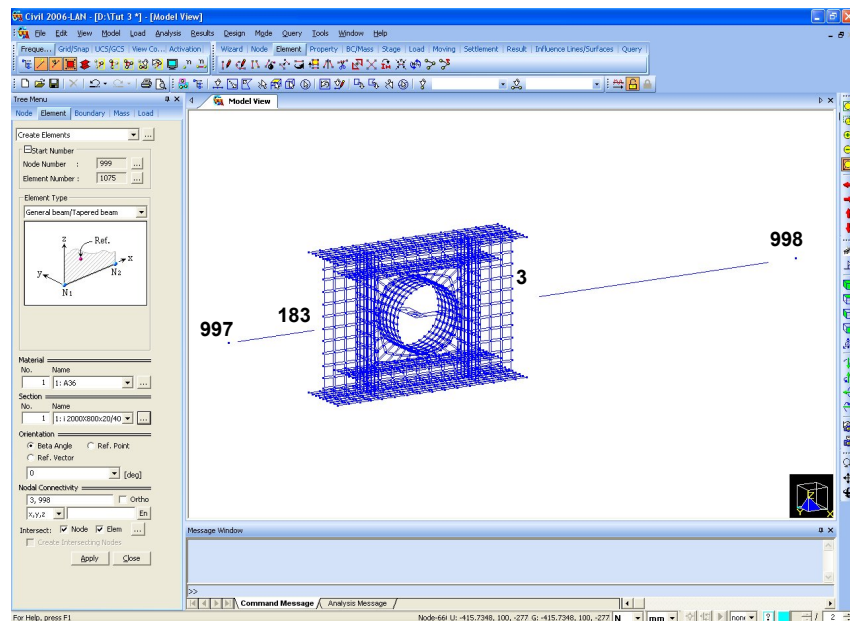 Civil 2006-LAN - [D:\Tut 3 *] - [Model View]
File Edit View Model Load Analysis Results Design Mode Query Tools Window Help
Freque... Grid/Snap UCS/GCS View Co... Activation Wizard Node Element Property BC/Mass Stage Load Moving Settlement Result Influence Lines/Surfaces Query
Tree Menu
Model View
Node Element Boundary Mass Load
Create Elements
Start Number
Node Number : 999
Element Number : 1075
Element Type
General beam/Tapered beam
z Ref. x
y N2
N1
998
3
183
997
Material
No. Name
1 1: A36
Section
No. Name
1 1: i 2000X800x20/40
Orientation
Beta Angle Ref. Point
Ref. Vector
0 [deg]
Nodal Connectivity
3, 998 Ortho
x,y,z En
Intersect: Node Elem ...
Create Intersecting Nodes
Apply Close
Message Window
>>
Command Message Analysis Message
For Help, press F1
U: -415.7348, 100, -277 G: -415.7348, 100, -277 N mm 2